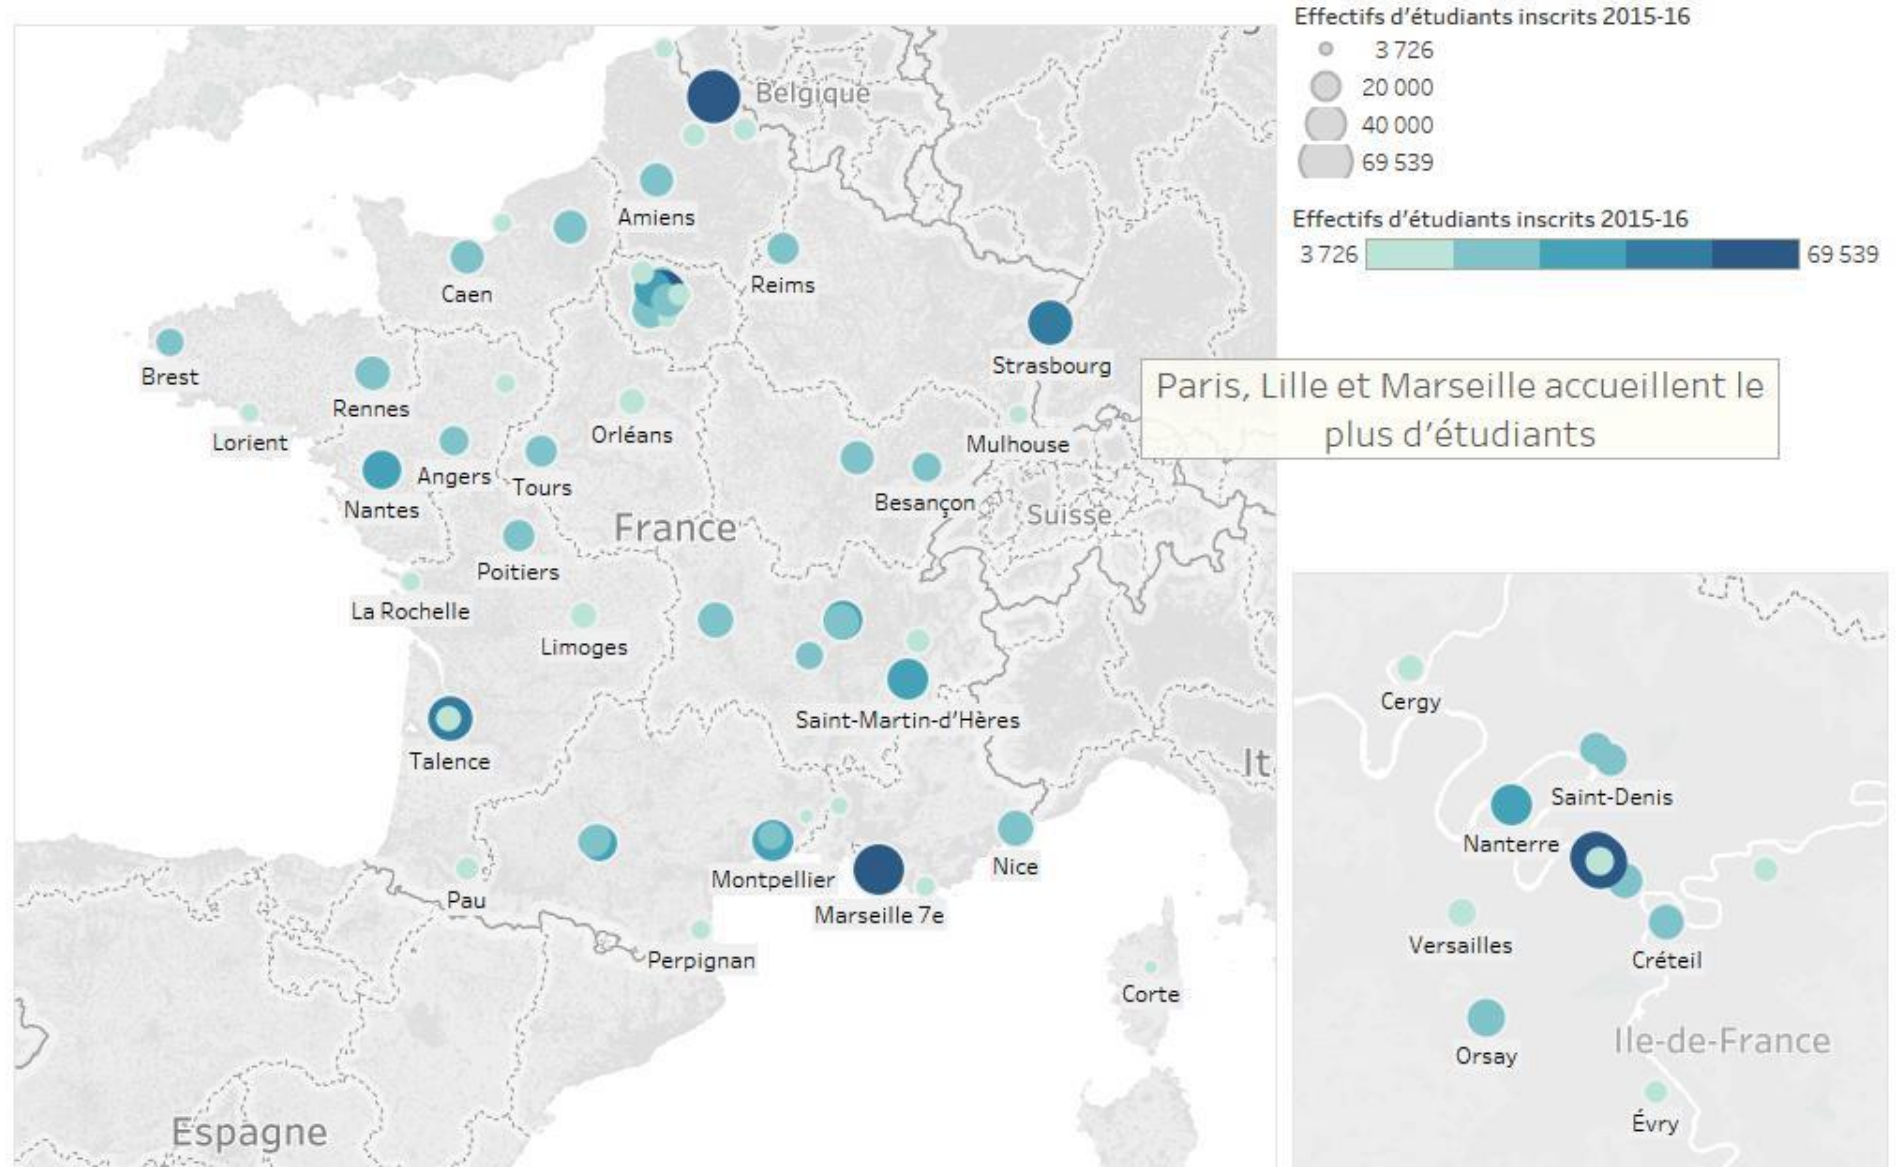 Effectifs d'étudiants inscrits 2015-16
3 726
20 000
40 000
69 539
Effectifs d'étudiants inscrits 2015-16
3 726
69 539
Belgique
Amiens
Reims
Caen
Strasbourg
Paris, Lille et Marseille accueillent le
plus d'étudiants
Brest
Rennes
Lorient
Orléans
Mulhouse
Angers
Tours
Nantes
Besançon
Suisse
France
Poitiers
La Rochelle
Limoges
Saint-Martin-d'Hères
Talence
It
Nice
Montpellier
Pau
Marseille 7e
Perpignan
Corte
Espagne
Cergy
Saint-Denis
Nanterre
Versailles
Créteil
Ile-de-France
Orsay
Évry